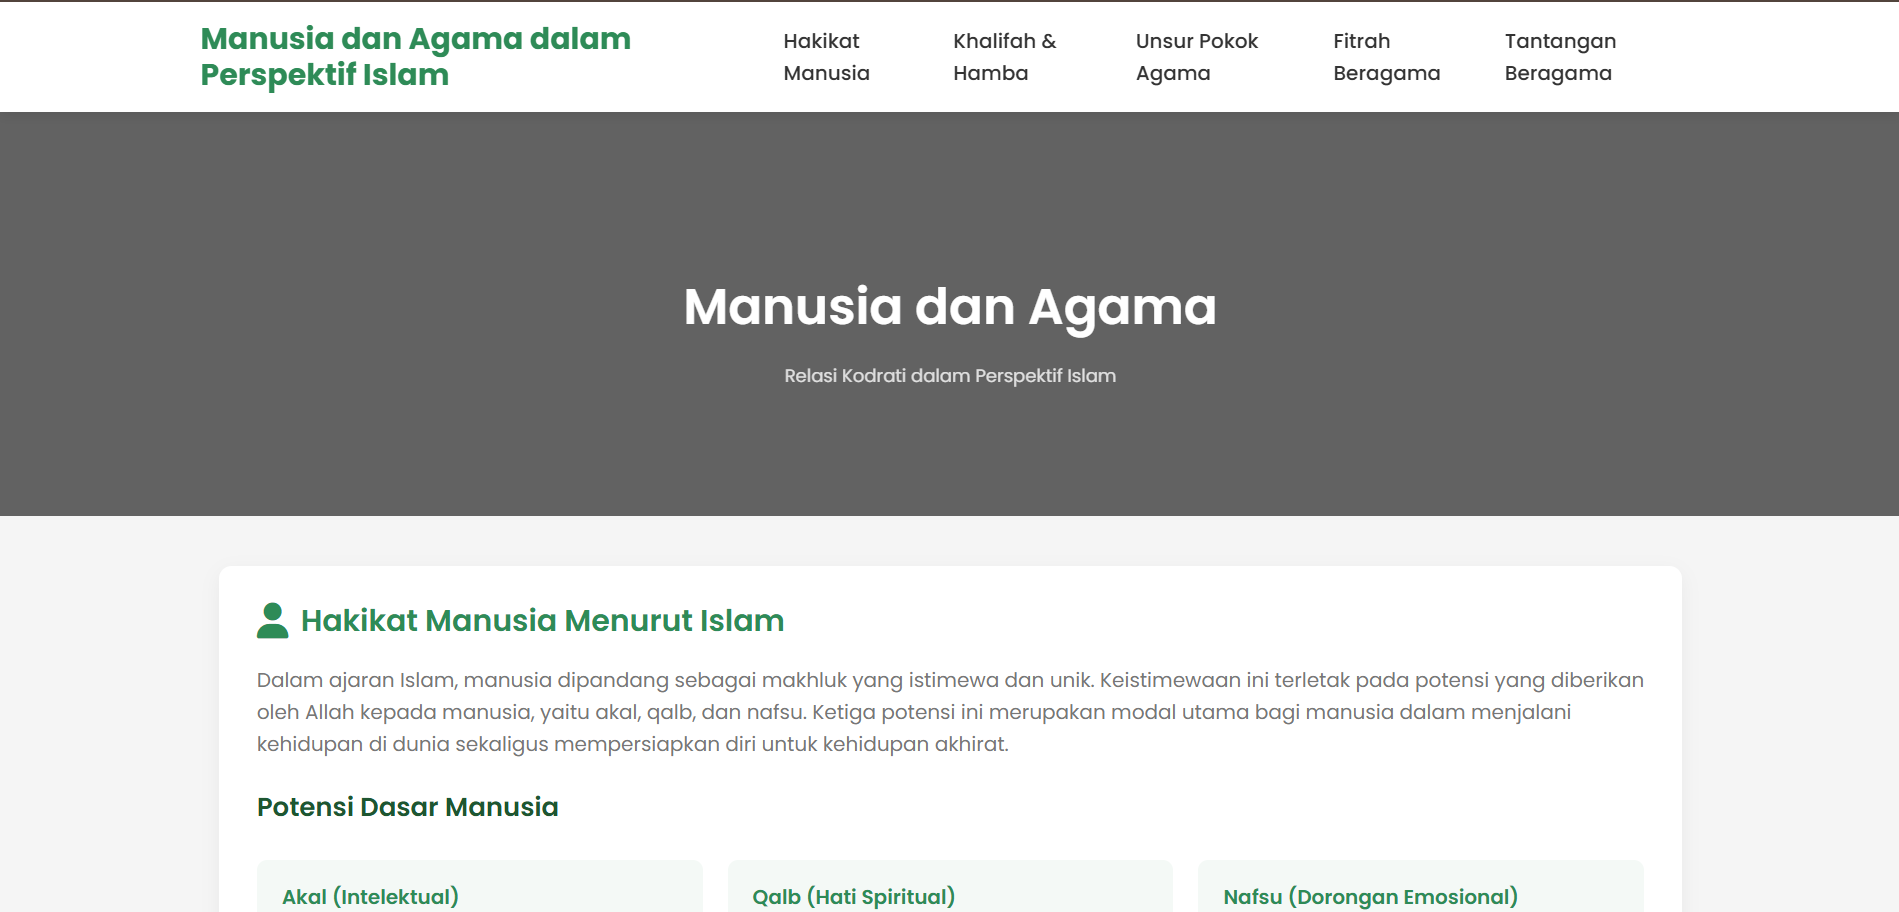 Manusia dan Agama dalam
Perspektif Islam
Hakikat
Manusia
Khalifah &
Hamba
Unsur Pokok
Agama
Fitrah
Beragama
Tantangan
Beragama
Manusia dan Agama
Relasi Kodrati dalam Perspektif Islam
Hakikat Manusia Menurut Islam
Dalam ajaran Islam, manusia dipandang sebagai makhluk yang istimewa dan unik. Keistimewaan ini terletak pada potensi yang diberikan
oleh Allah kepada manusia, yaitu akal, qalb, dan nafsu. Ketiga potensi ini merupakan modal utama bagi manusia dalam menjalani
kehidupan di dunia sekaligus mempersiapkan diri untuk kehidupan akhirat.
Potensi Dasar Manusia
Akal (Intelektual)
Qalb (Hati Spiritual)
Nafsu (Dorongan Emosional)